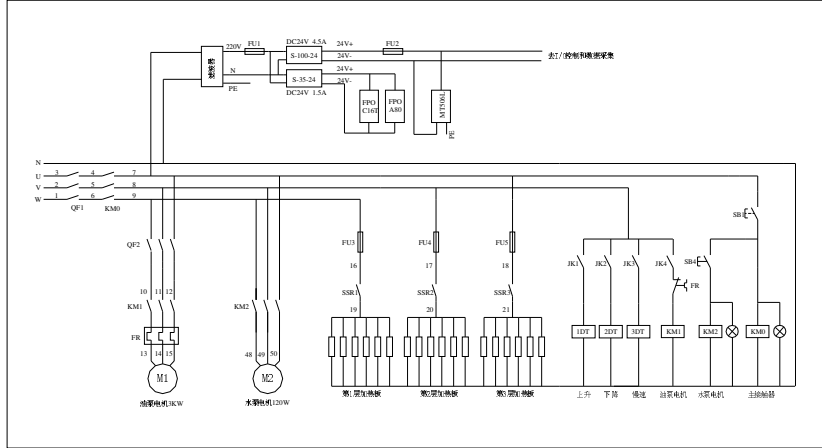 DC24V 4.5A
220V FU1 S-100-24 24V+ FU2
24V-
去I/O控制和数据采集
N S-35-24 24V+
24V-
PE DC24V 1.5A
FPO C16T
FPO A80
MT506L
PE
N
U 3 4 7
V 2 5 8
W 1 6 9
QF1 KM0
SB1
QF2 FU3 FU4 FU5
JK1 JK2 JK3 JK4 SB4
16 17 18
FR
10 11 12 SSR1 SSR2 SSR3
KM1 KM2
19 20 21
FR
1DT 2DT 3DT KM1 KM2 KM0
13 14 15 48 49 50
M1 M2
油泵电机3KW 水泵电机120W 第1层加热板 第2层加热板 第3层加热板 上升 下降 慢速 油泵电机 水泵电机 主接触器